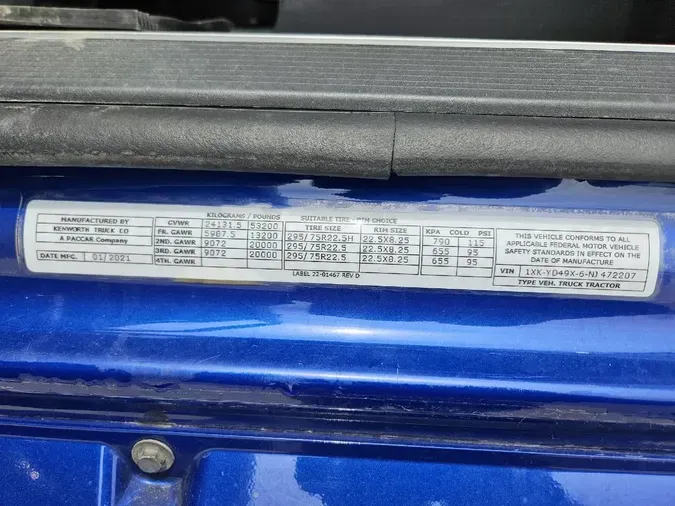 MANUFACTURED BY
KENWORTH TRUCK CO
A PACCAR Company
DATE MFG. 01/2021
KILOGRAMS / POUNDS SUITABLE TIRE - RIM CHOICE
GVWR 24131.5 53200 TIRE SIZE RIM SIZE KPA COLD PSI
FR. GAWR 5987.5 13200 295/75R22.5H 22.5X8.25 790 115
2ND. GAWR 9072 20000 295/75R22.5 22.5X8.25 655 95
3RD. GAWR 9072 20000 295/75R22.5 22.5X8.25 655 95
4TH. GAWR
THIS VEHICLE CONFORMS TO ALL
APPLICABLE FEDERAL MOTOR VEHICLE
SAFETY STANDARDS IN EFFECT ON THE
DATE OF MANUFACTURE
VIN 1XK-YD49X-6-NJ 472207
TYPE VEH. TRUCK TRACTOR
LABEL 22-01467 REV D